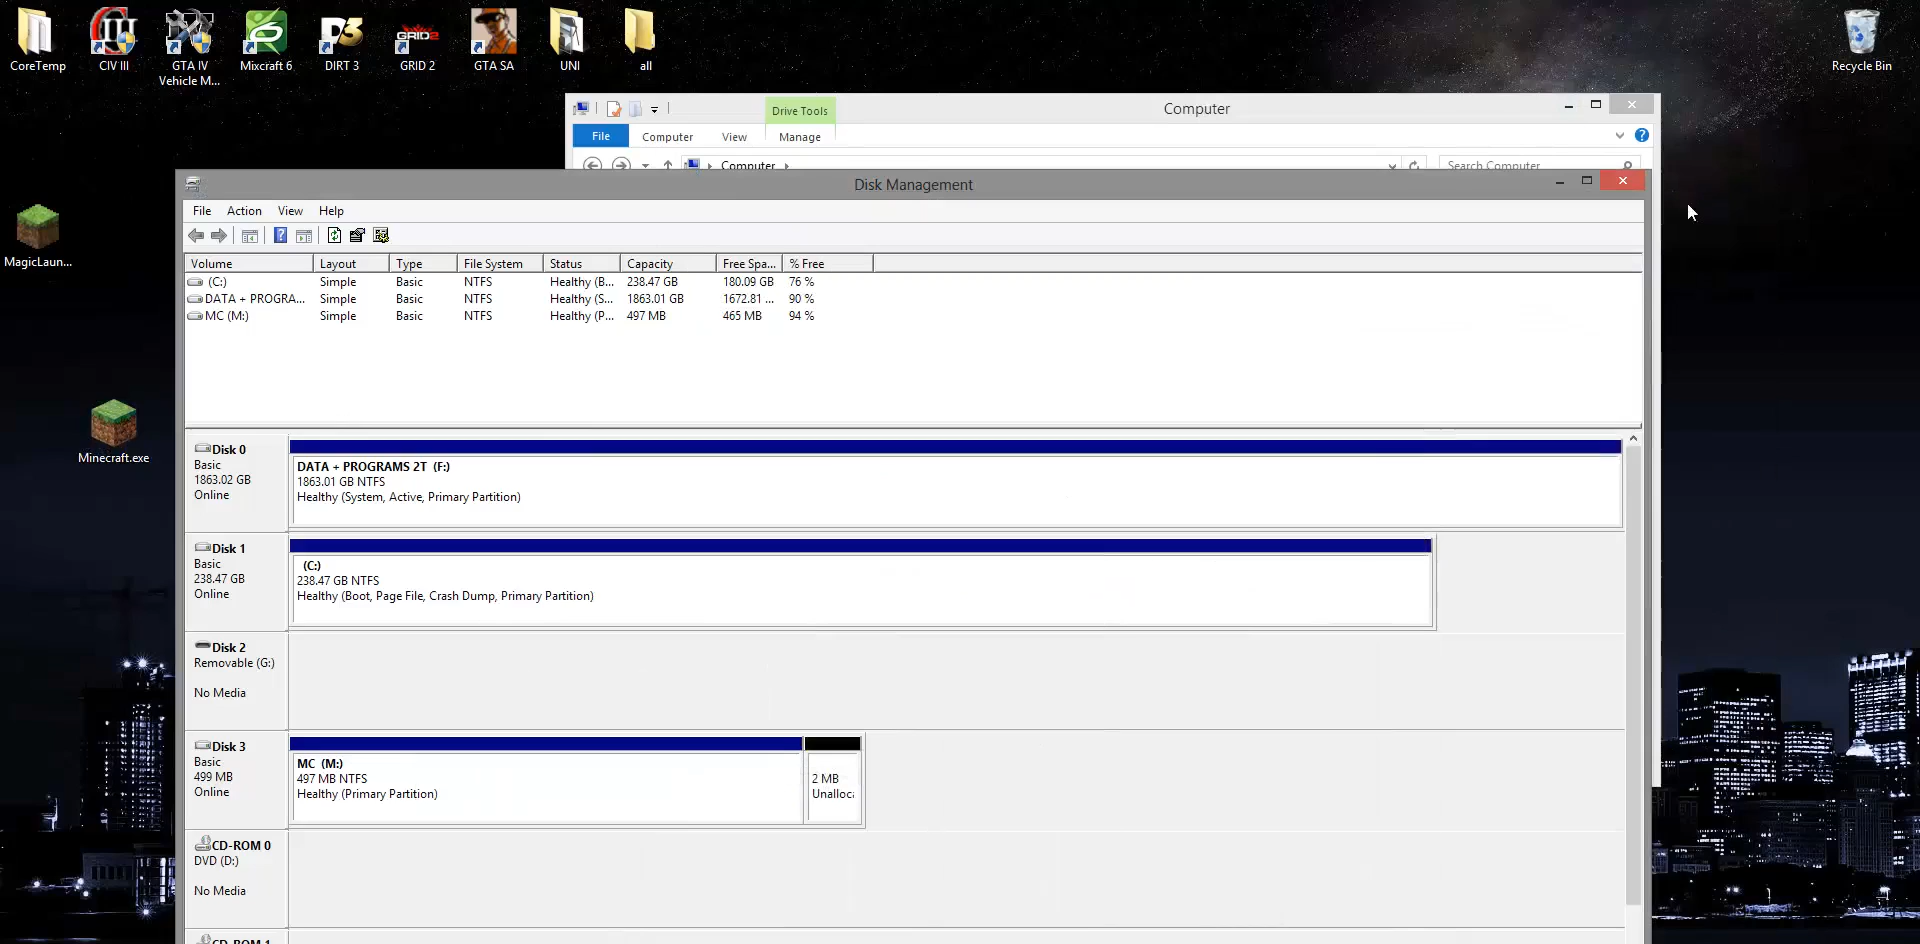 CoreTemp
CIV III
GTA IV
Vehicle M...
Mixcraft 6
DIRT 3
GRID 2
GTA SA
UNI
all
Recycle Bin
MagicLaun...
Minecraft.exe
Drive Tools
Computer
File
Computer
View
Manage
Computer
Search Computer
Disk Management
File
Action
View
Help
Volume Layout Type File System Status Capacity Free Spa... % Free
(C:) Simple Basic NTFS Healthy (B... 238.47 GB 180.09 GB 76 %
DATA + PROGRA... Simple Basic NTFS Healthy (S... 1863.01 GB 1672.81 ... 90 %
MC (M:) Simple Basic NTFS Healthy (P... 497 MB 465 MB 94 %
Disk 0
Basic
1863.02 GB
Online
DATA + PROGRAMS 2T (F:)
1863.01 GB NTFS
Healthy (System, Active, Primary Partition)
Disk 1
Basic
238.47 GB
Online
(C:)
238.47 GB NTFS
Healthy (Boot, Page File, Crash Dump, Primary Partition)
Disk 2
Removable (G:)
No Media
Disk 3
Basic
499 MB
Online
MC (M:)
497 MB NTFS
Healthy (Primary Partition)
2 MB
Unalloca
CD-ROM 0
DVD (D:)
No Media
CD-ROM 1